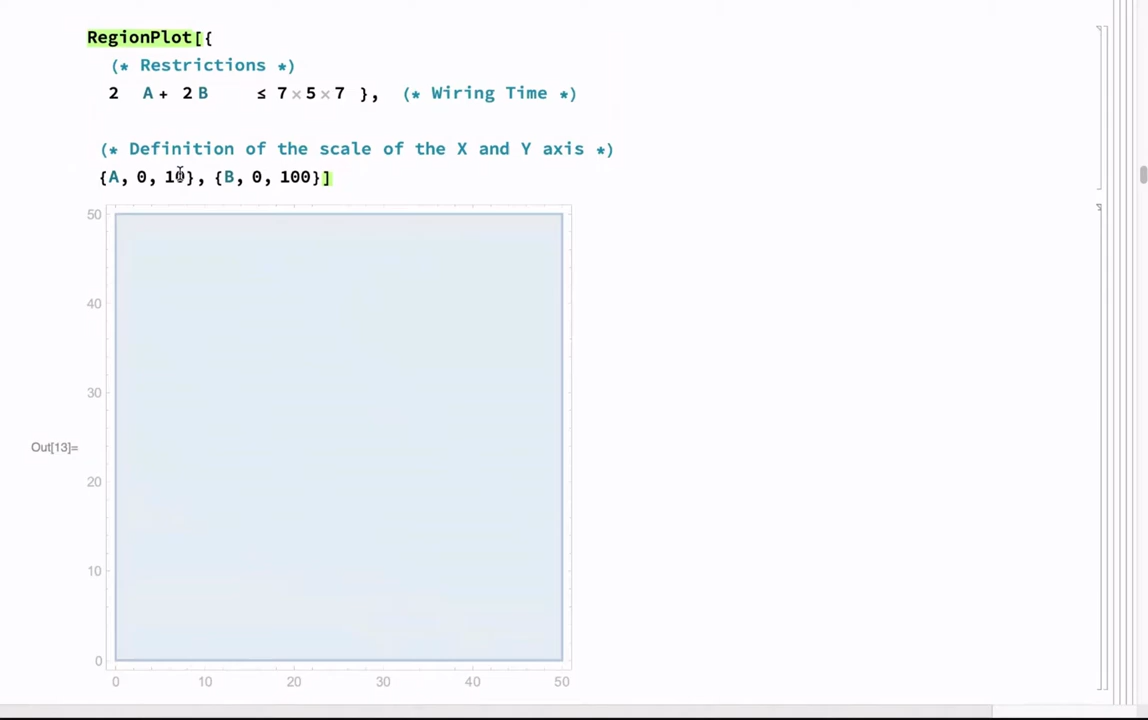 RegionPlot[{
(* Restrictions *)
2 A + 2 B ≤ 7 × 5 × 7 }, (* Wiring Time *)
(* Definition of the scale of the X and Y axis *)
{A, 0, 10}, {B, 0, 100}]
50
40
30
Out[13]=
20
10
0
0 10 20 30 40 50